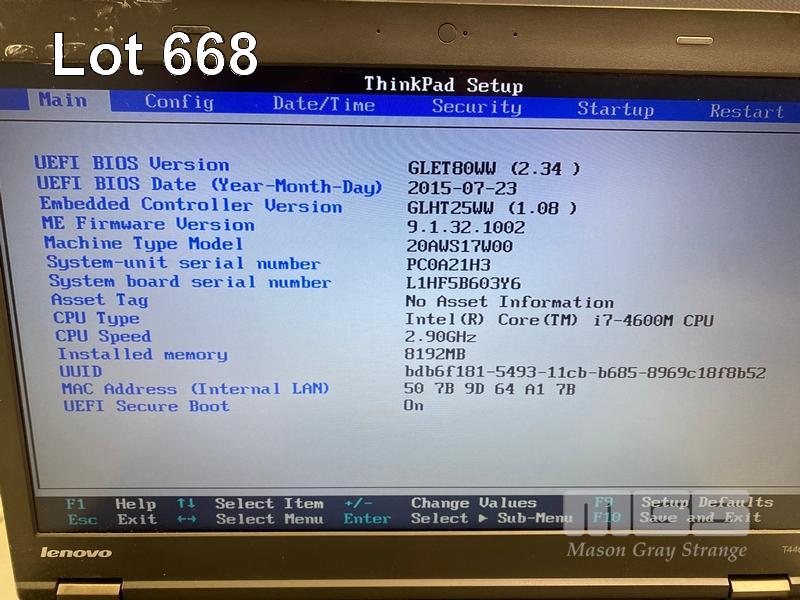 Lot 668
ThinkPad Setup
Main Config Date/Time Security Startup Restart
UEFI BIOS Version GLET80WW (2.34 )
UEFI BIOS Date (Year-Month-Day) 2015-07-23
Embedded Controller Version GLHT25WW (1.08 )
ME Firmware Version 9.1.32.1002
Machine Type Model 20AWS17W00
System-unit serial number PC0A21H3
System board serial number L1HF5B603Y6
Asset Tag No Asset Information
CPU Type Intel(R) Core(TM) i7-4600M CPU
CPU Speed 2.90GHz
Installed memory 8192MB
UUID bdb6f181-5493-11cb-b685-8969c18f8b52
MAC Address (Internal LAN) 50 7B 9D 64 A1 7B
UEFI Secure Boot On
F1 Help ↑↓ Select Item +/- Change Values F9 Setup Defaults
Esc Exit ↔ Select Menu Enter Select ▶ Sub-Menu F10 Save and Exit
MGS
Mason Gray Strange
lenovo